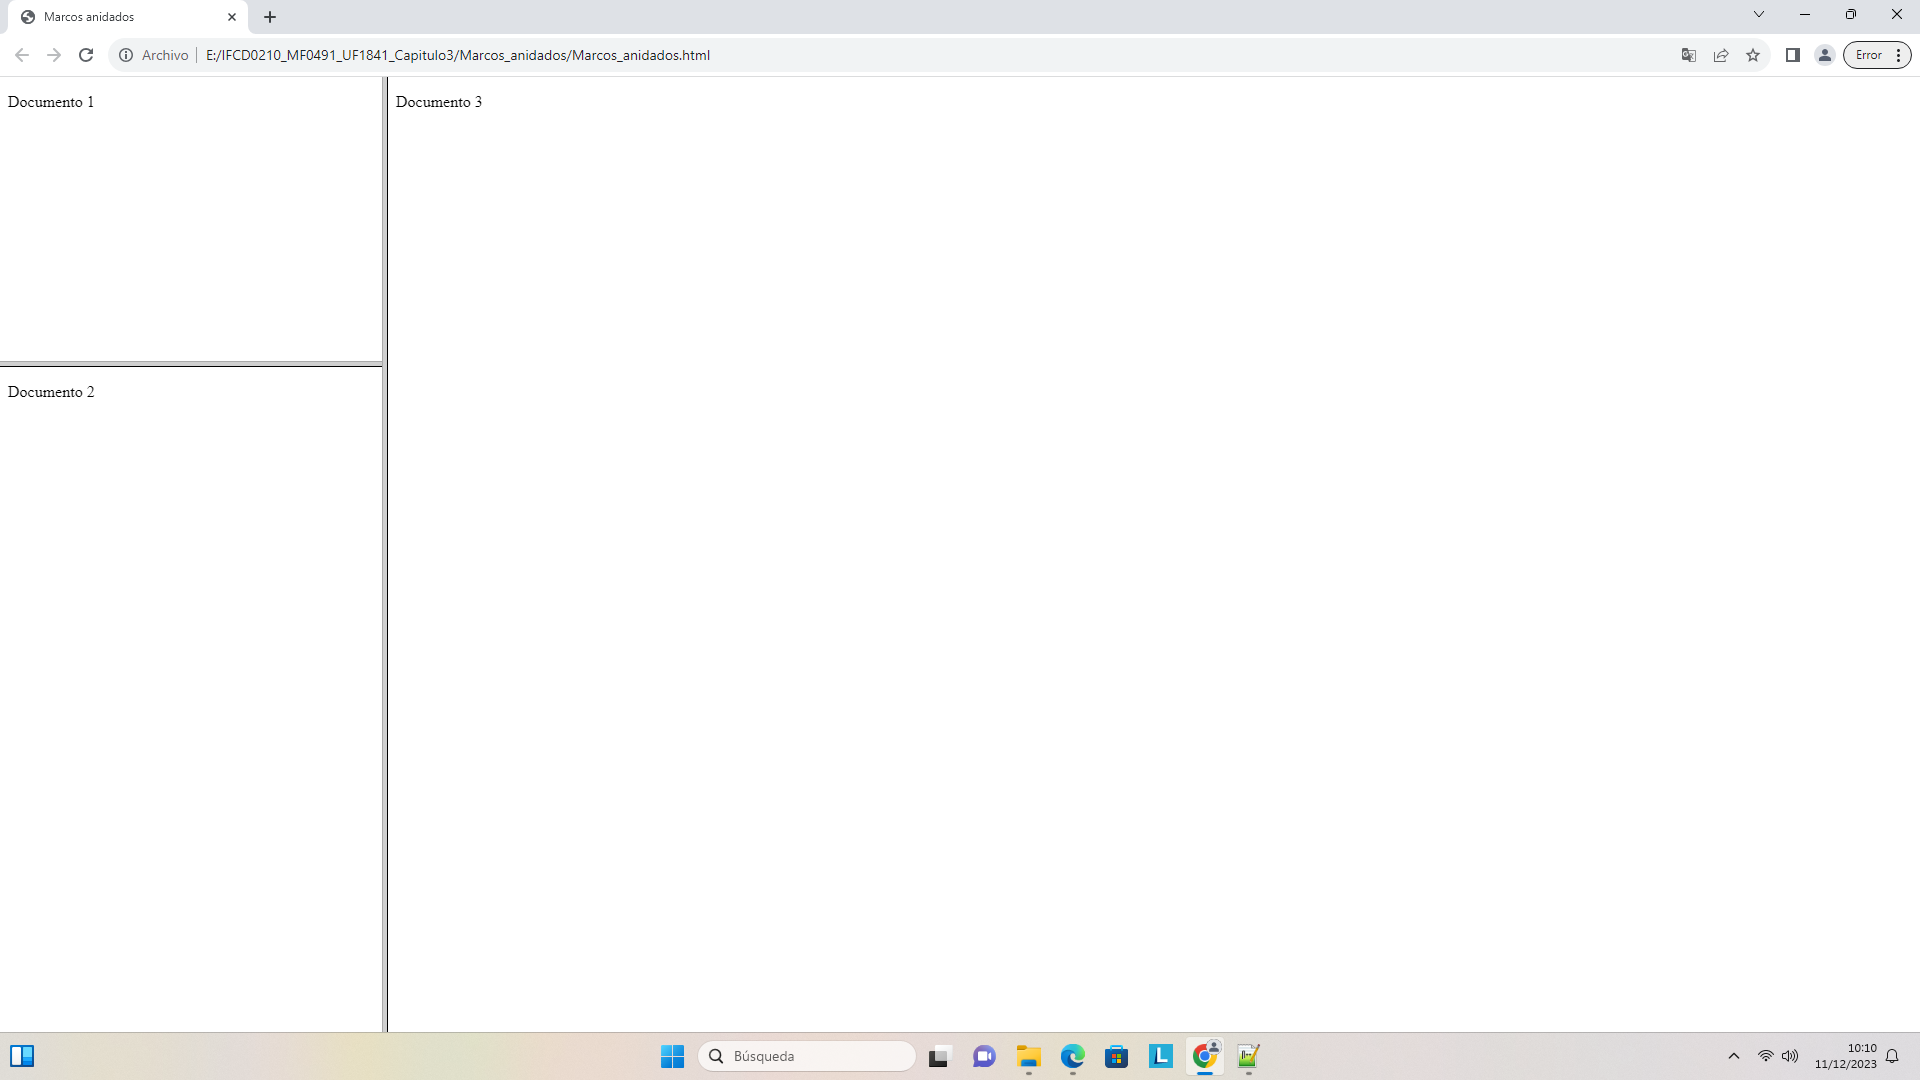 Marcos anidados
Archivo E:/IFCD0210_MF0491_UF1841_Capitulo3/Marcos_anidados/Marcos_anidados.html
Error
Documento 1
Documento 3
Documento 2
Búsqueda
L
10:10
11/12/2023